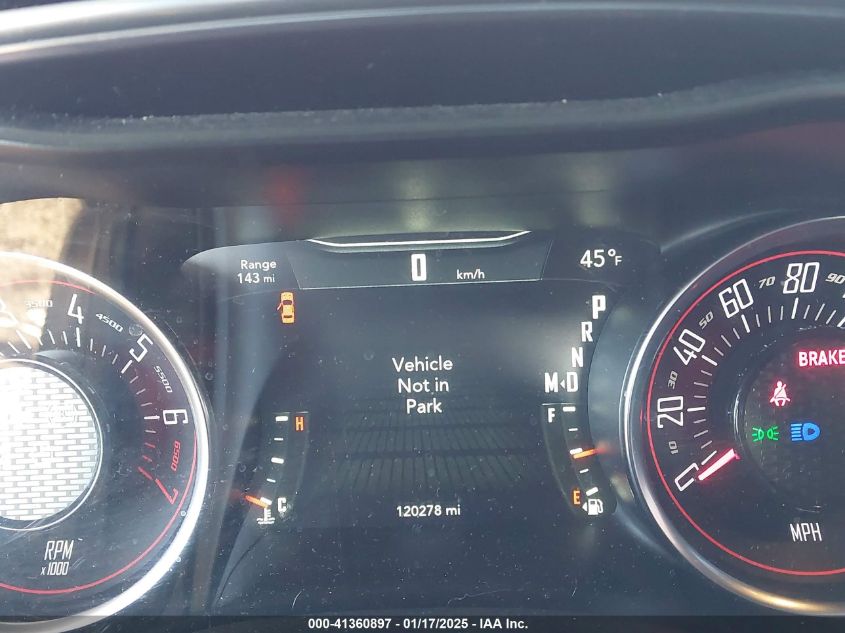 Range
143 mi
0 km/h
45°F
P
R
N
M◂D
Vehicle
Not in
Park
H
C
F
E
120278 mi
3500
4
4500
5
5500
6
6500
7
RPM
x1000
0
10
20
30
40
50
60
70
80
90
BRAKE
MPH
000-41360897 - 01/17/2025 - IAA Inc.